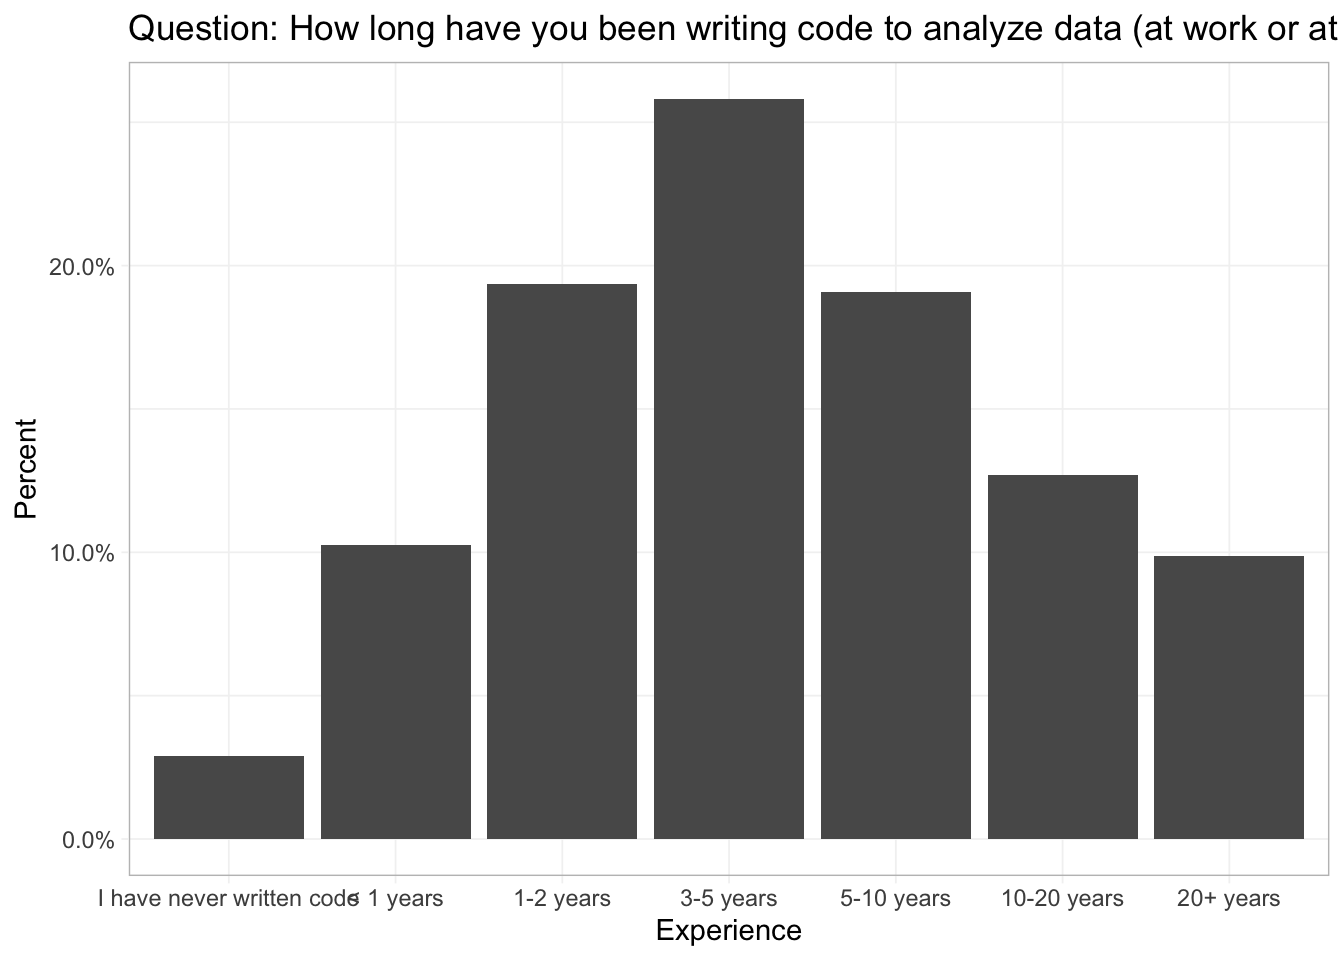 Question: How long have you been writing code to analyze data (at work or at
20.0%
10.0%
0.0%
Percent
I have never written code
< 1 years
1-2 years
3-5 years
5-10 years
10-20 years
20+ years
Experience